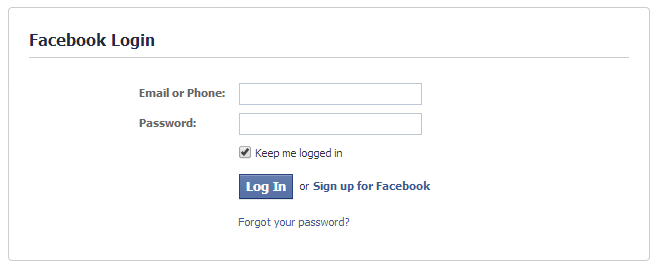 Facebook Login
Email or Phone:
Password:
Keep me logged in
Log In or Sign up for Facebook
Forgot your password?